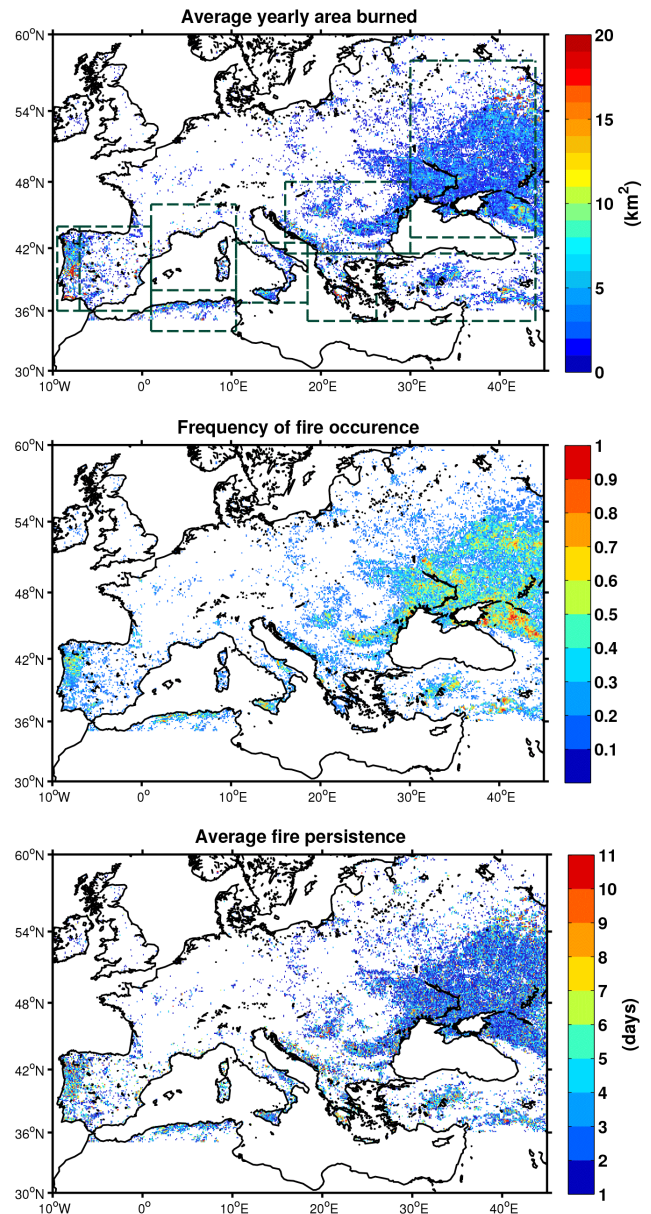 Average yearly area burned
60°N
54°N
48°N
42°N
36°N
30°N
10°W 0° 10°E 20°E 30°E 40°E
20
15
10
5
0
(km²)
Frequency of fire occurence
60°N
54°N
48°N
42°N
36°N
30°N
10°W 0° 10°E 20°E 30°E 40°E
1
0.9
0.8
0.7
0.6
0.5
0.4
0.3
0.2
0.1
Average fire persistence
60°N
54°N
48°N
42°N
36°N
30°N
10°W 0° 10°E 20°E 30°E 40°E
11
10
9
8
7
6
5
4
3
2
1
(days)